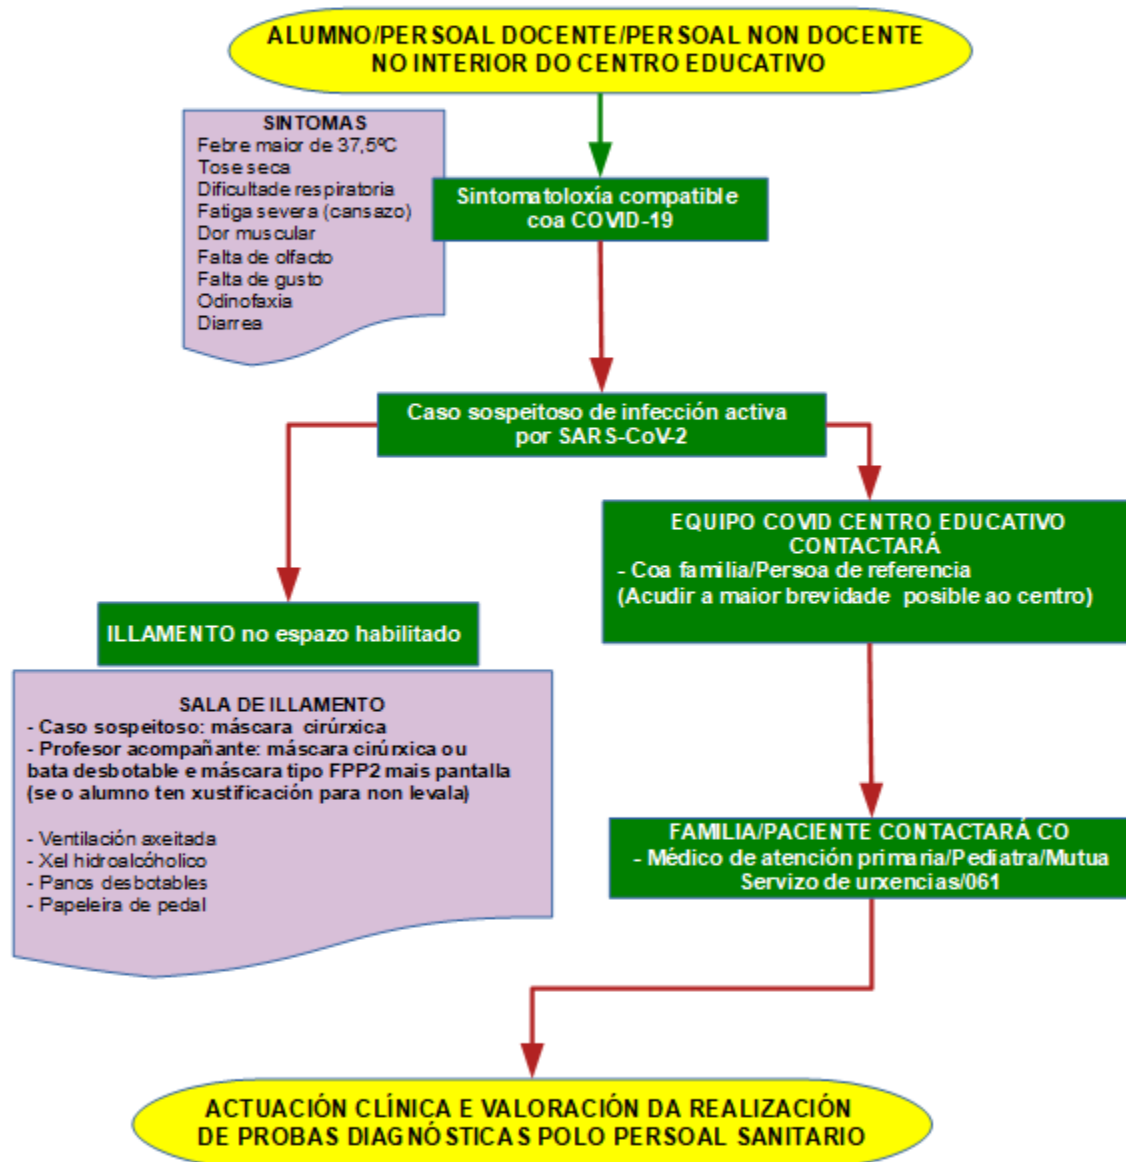 ALUMNO/PERSOAL DOCENTE/PERSOAL NON DOCENTE
NO INTERIOR DO CENTRO EDUCATIVO
SINTOMAS
Febre maior de 37,5ºC
Tose seca
Dificultade respiratoria
Fatiga severa (cansazo)
Dor muscular
Falta de olfacto
Falta de gusto
Odinofaxia
Diarrea
Sintomatoloxía compatible
coa COVID-19
Caso sospeitoso de infección activa
por SARS-CoV-2
EQUIPO COVID CENTRO EDUCATIVO
CONTACTARÁ
- Coa familia/Persoa de referencia
(Acudir a maior brevidade posible ao centro)
ILLAMENTO no espazo habilitado
SALA DE ILLAMENTO
- Caso sospeitoso: máscara cirúrxica
- Profesor acompañante: máscara cirúrxica ou
bata desbotable e máscara tipo FPP2 mais pantalla
(se o alumno ten xustificación para non levala)
- Ventilación axeitada
- Xel hidroalcóholico
- Panos desbotables
- Papeleira de pedal
FAMILIA/PACIENTE CONTACTARÁ CO
- Médico de atención primaria/Pediatra/Mutua
Servizo de urxencias/061
ACTUACIÓN CLÍNICA E VALORACIÓN DA REALIZACIÓN
DE PROBAS DIAGNÓSTICAS POLO PERSOAL SANITARIO